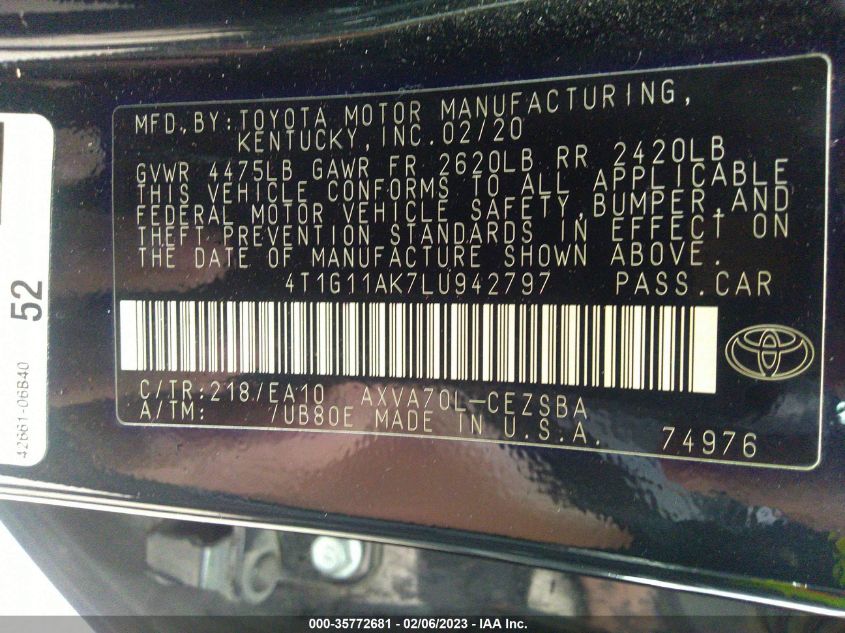 MFD.BY:TOYOTA MOTOR MANUFACTURING,
KENTUCKY,INC.02/20
GVWR 4475LB GAWR FR 2620LB RR 2420LB
THIS VEHICLE CONFORMS TO ALL APPLICABLE
FEDERAL MOTOR VEHICLE SAFETY,BUMPER,AND
THEFT PREVENTION STANDARDS IN EFFECT ON
THE DATE OF MANUFACTURE SHOWN ABOVE.
4T1G11AK7LU942797 PASS.CAR
C/TR:218/EA10 AXVA70L-CEZSBA
A/TM: /UB80E MADE IN U.S.A. 74976
52
42661-06B40
000-35772681 - 02/06/2023 - IAA Inc.